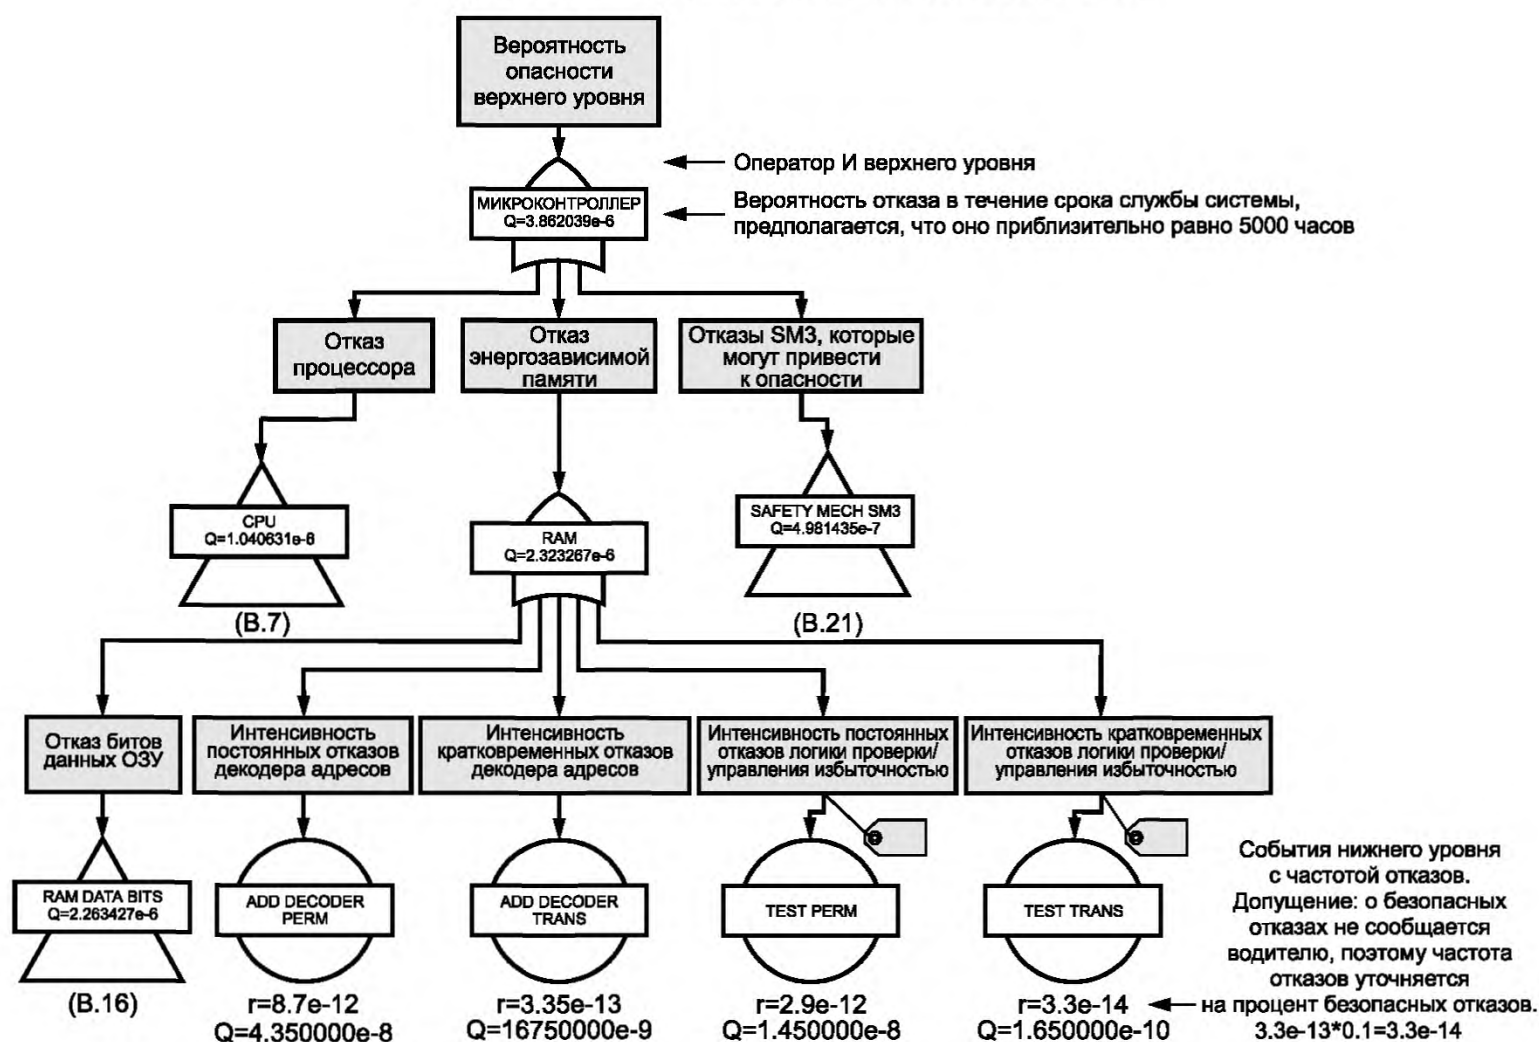 Вероятность
опасности
верхнего уровня
Оператор И верхнего уровня
МИКРОКОНТРОЛЛЕР
Q=3.862039e-6
Вероятность отказа в течение срока службы системы,
предполагается, что оно приблизительно равно 5000 часов
Отказ
процессора
Отказ
энергозависимой
памяти
Отказы SM3, которые
могут привести
к опасности
CPU
Q=1.040631e-6
RAM
Q=2.323267e-6
SAFETY MECH SM3
Q=4.981435e-7
(B.7)
(B.21)
Отказ битов
данных ОЗУ
Интенсивность
постоянных отказов
декодера адресов
Интенсивность
кратковременных отказов
декодера адресов
Интенсивность постоянных
отказов логики проверки/
управления избыточностью
Интенсивность кратковременных
отказов логики проверки/
управления избыточностью
RAM DATA BITS
Q=2.263427e-6
ADD DECODER
PERM
ADD DECODER
TRANS
TEST PERM
TEST TRANS
(B.16)
r=8.7e-12
Q=4.350000e-8
r=3.35e-13
Q=16750000e-9
r=2.9e-12
Q=1.450000e-8
r=3.3e-14
Q=1.650000e-10
События нижнего уровня
с частотой отказов.
Допущение: о безопасных
отказах не сообщается
водителю, поэтому частота
отказов уточняется
на процент безопасных отказов.
3.3e-13*0.1=3.3e-14